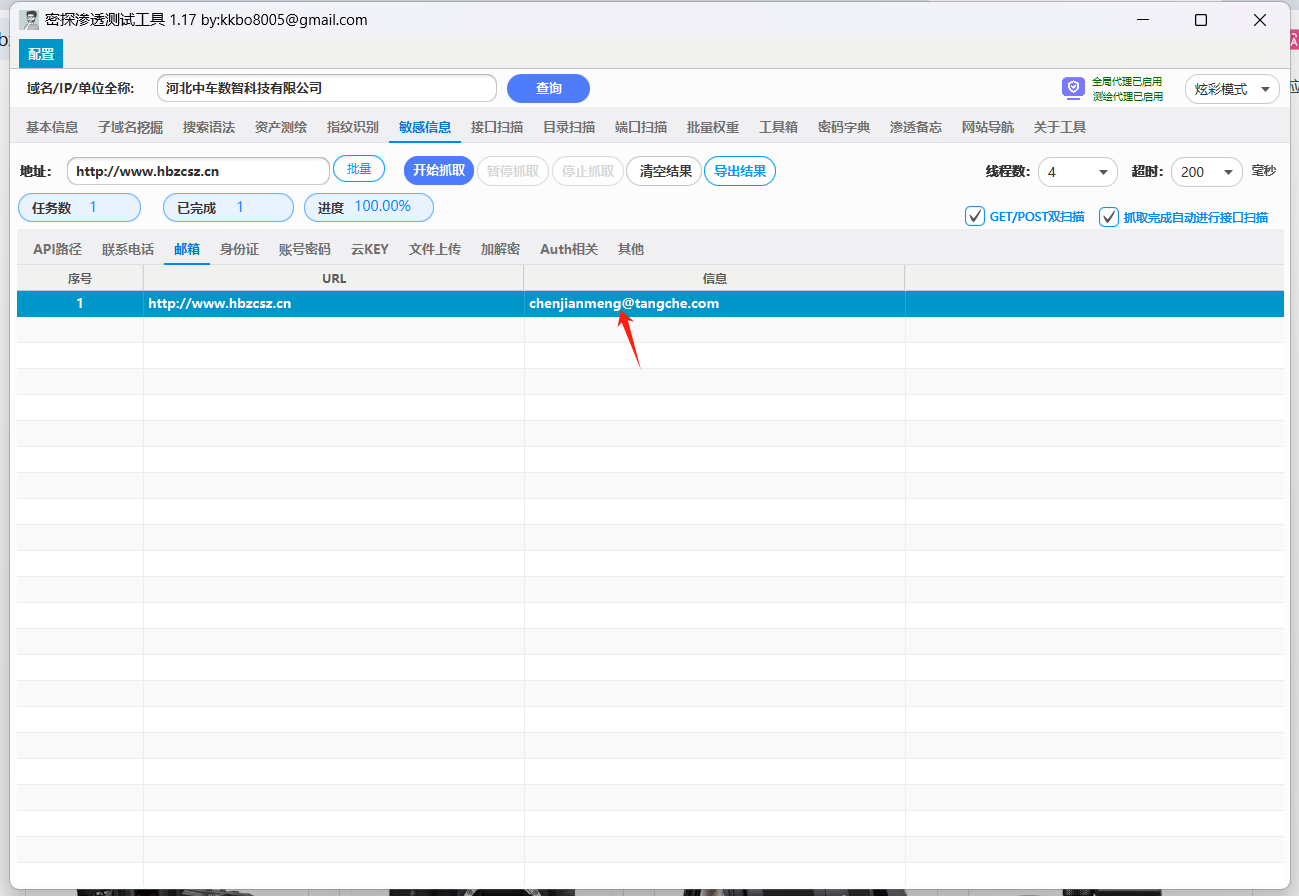 密探渗透测试工具 1.17 by:kkbo8005@gmail.com
配置
域名/IP/单位全称: 河北中车数智科技有限公司 查询 全局代理已启用 炫彩模式
测绘代理已启用
基本信息 子域名挖掘 搜索语法 资产测绘 指纹识别 敏感信息 接口扫描 目录扫描 端口扫描 批量权重 工具箱 密码字典 渗透备忘 网站导航 关于工具
地址: http://www.hbzcsz.cn 批量 开始抓取 暂停抓取 停止抓取 清空结果 导出结果 线程数: 4 超时: 200 毫秒
任务数 1 已完成 1 进度 100.00% GET/POST双扫描 抓取完成自动进行接口扫描
API路径 联系电话 邮箱 身份证 账号密码 云KEY 文件上传 加解密 Auth相关 其他
序号 URL 信息
1 http://www.hbzcsz.cn chenjianmeng@tangche.com